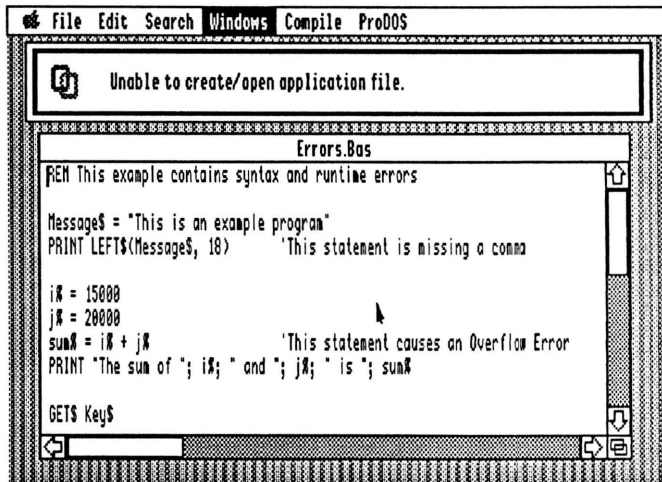 File Edit Search Windows Compile ProDOS
Unable to create/open application file.
Errors.Bas
REM This example contains syntax and runtime errors
Message$ = "This is an example program"
PRINT LEFT$(Message$, 18) 'This statement is missing a comma
i% = 15000
j% = 20000
sum% = i% + j% 'This statement causes an Overflow Error
PRINT "The sum of "; i%; " and "; j%; " is "; sum%
GET$ Key$